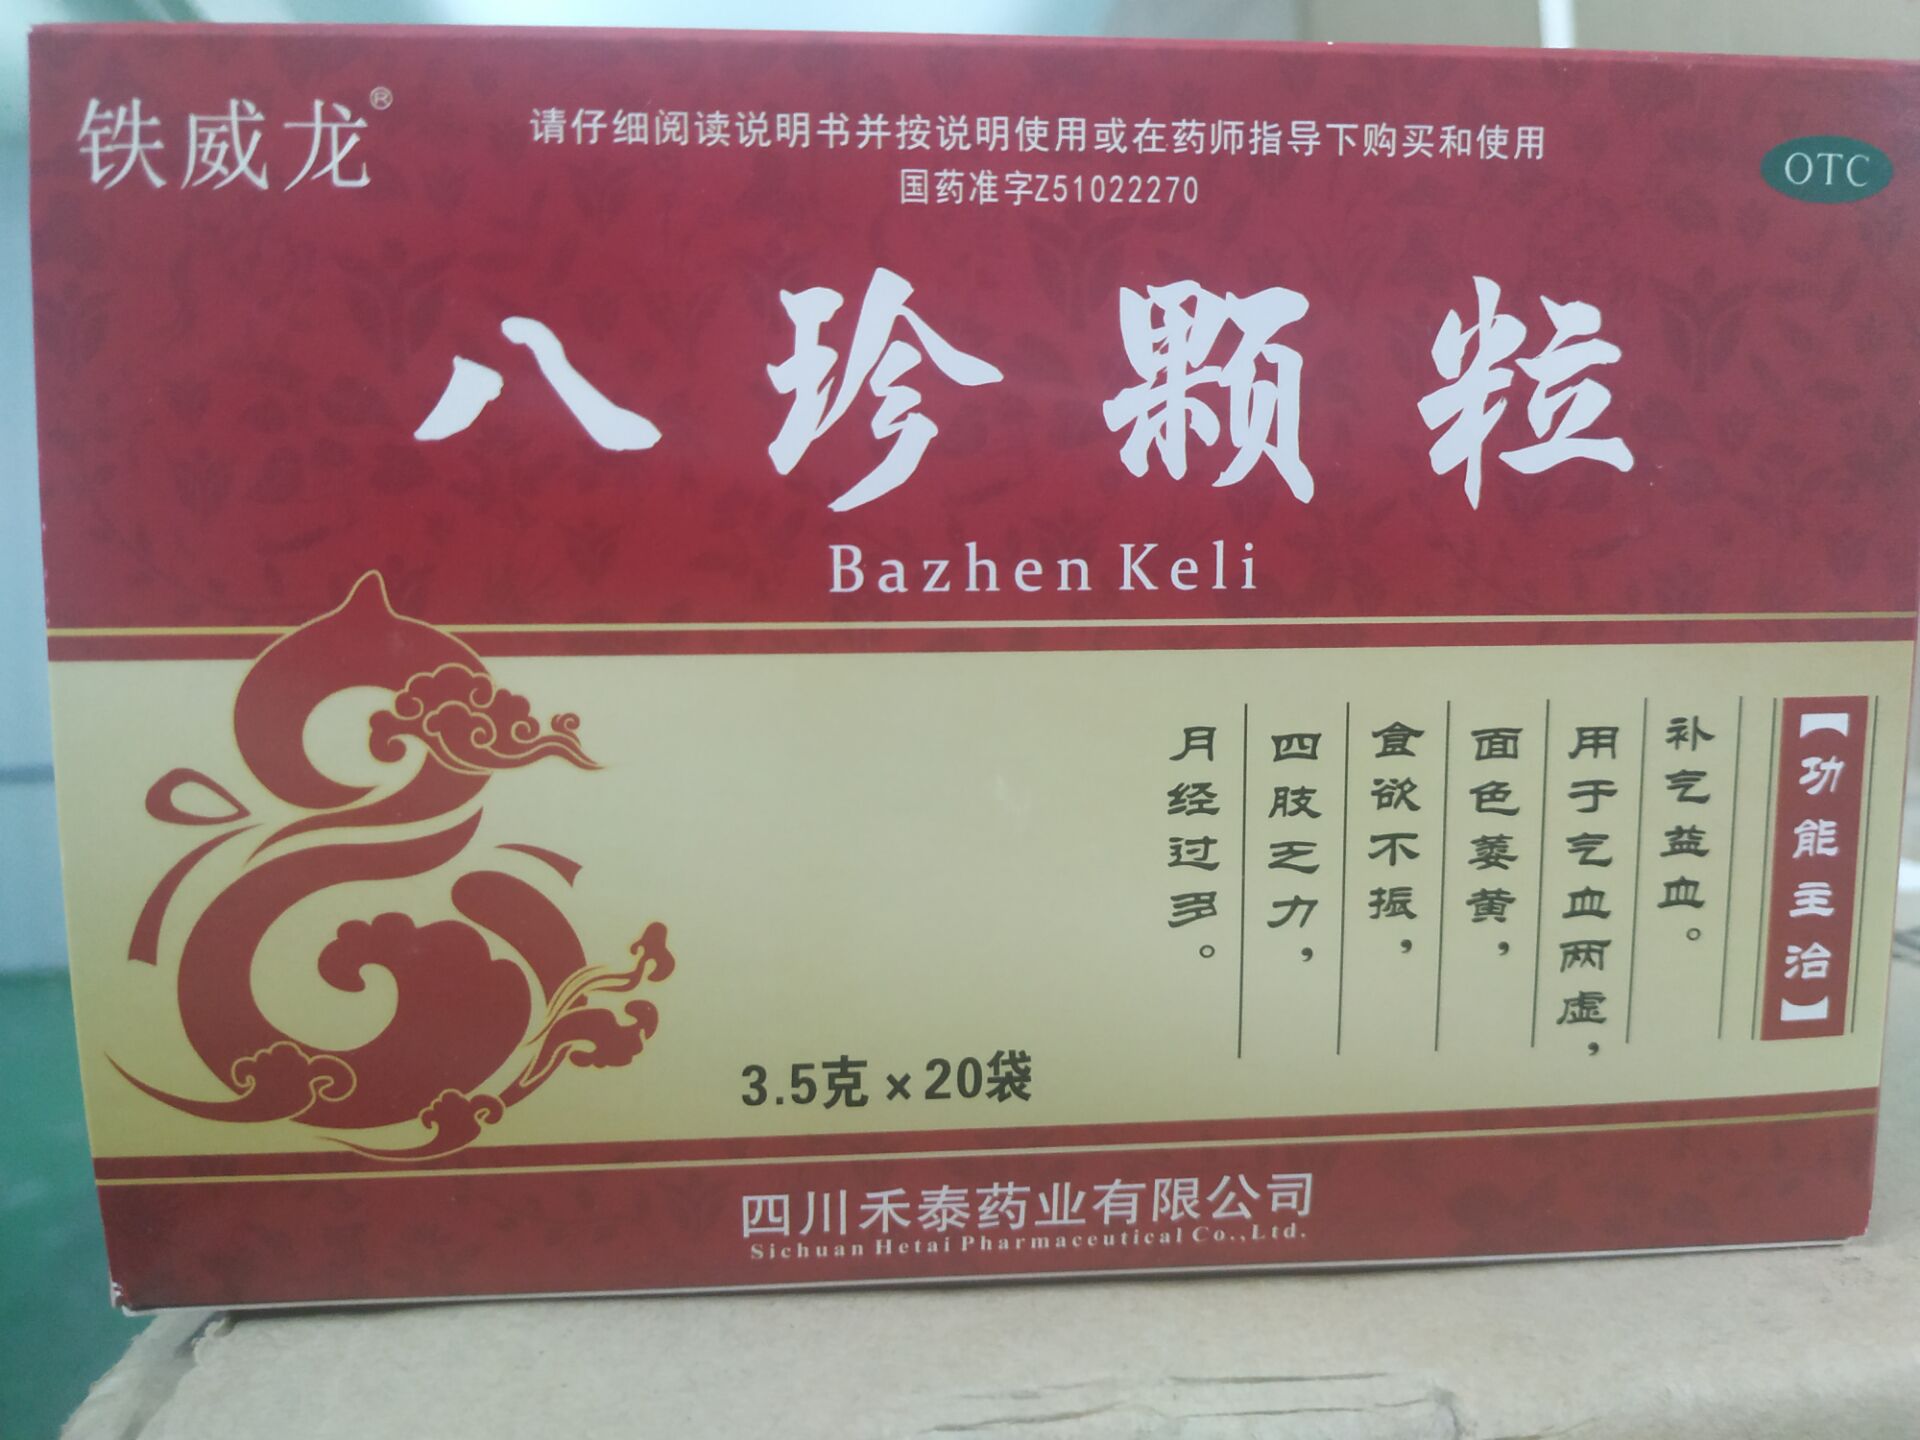 铁威龙®
请仔细阅读说明书并按说明使用或在药师指导下购买和使用
国药准字Z51022270
OTC
八珍颗粒
Bazhen Keli
【功能主治】
补气益血。
用于气血两虚，
面色萎黄，
食欲不振，
四肢乏力，
月经过多。
3.5克×20袋
四川禾泰药业有限公司
Sichuan Hetai Pharmaceutical Co.,Ltd.